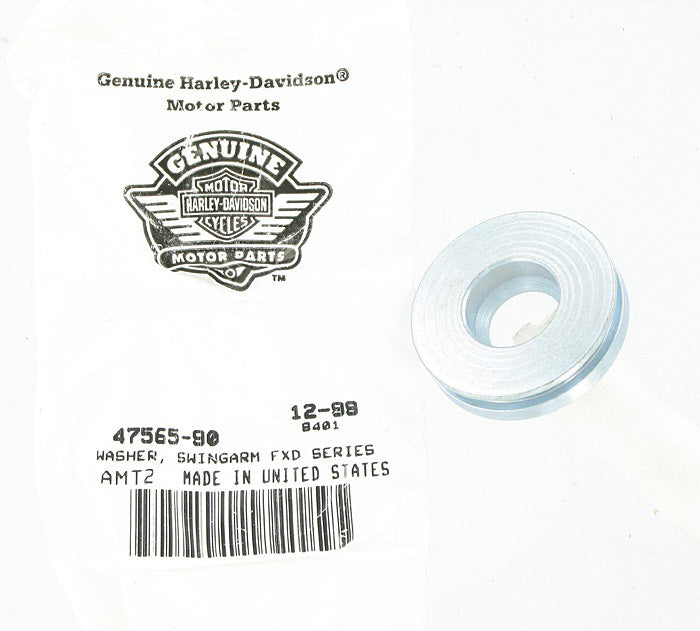 Genuine Harley-Davidson®
Motor Parts
GENUINE
MOTOR
HARLEY-DAVIDSON
CYCLES
MOTOR PARTS
TM
12-98
8401
47565-90
WASHER, SWINGARM FXD SERIES
AMT2 MADE IN UNITED STATES